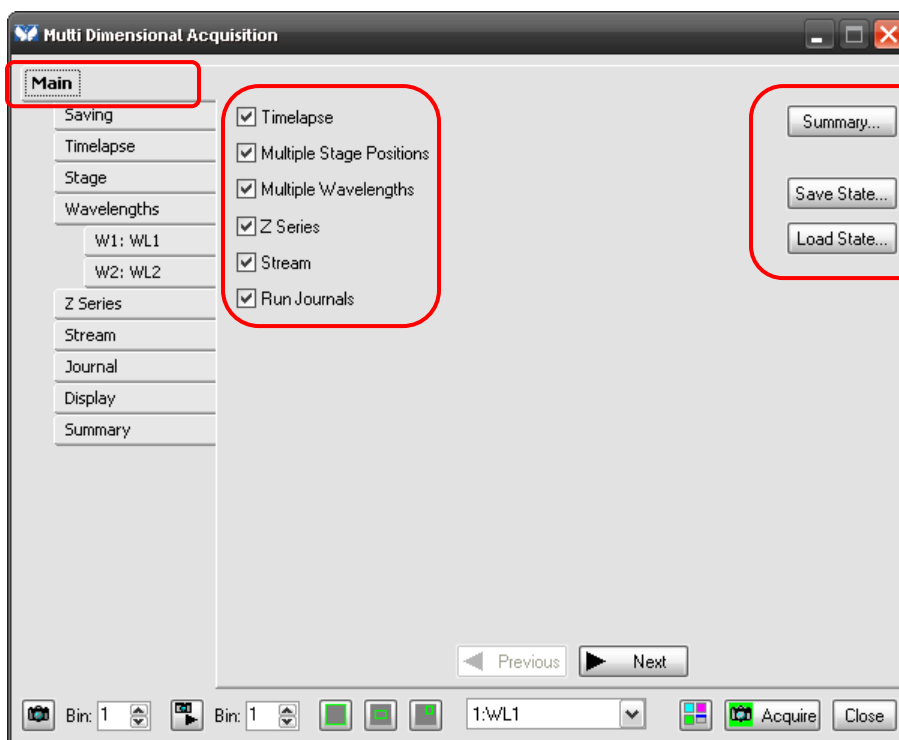 Multi Dimensional Acquisition
Main
Saving
Timelapse
Stage
Wavelengths
W1: WL1
W2: WL2
Z Series
Stream
Journal
Display
Summary
Timelapse
Multiple Stage Positions
Multiple Wavelengths
Z Series
Stream
Run Journals
Summary...
Save State...
Load State...
Previous
Next
Bin: 1
Bin: 1
1:WL1
Acquire
Close